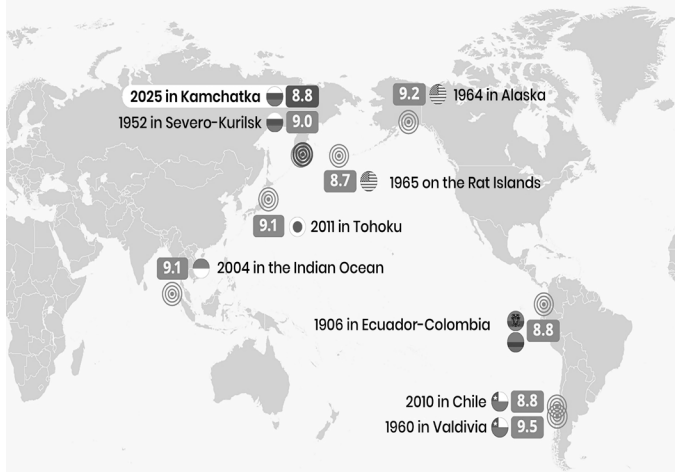 2025 in Kamchatka 8.8
1952 in Severo-Kurilsk 9.0
9.2 1964 in Alaska
8.7 1965 on the Rat Islands
9.1 2011 in Tohoku
9.1 2004 in the Indian Ocean
1906 in Ecuador-Colombia 8.8
2010 in Chile 8.8
1960 in Valdivia 9.5